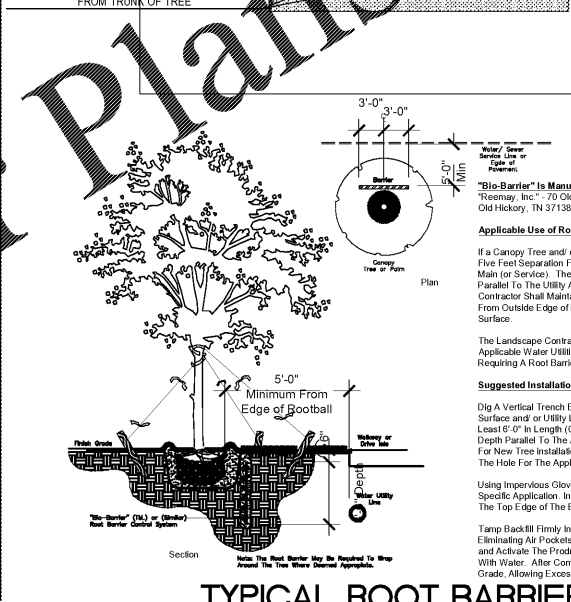 FROM TRUNK OF TREE
Plans
3'-0"
3'-0"
Water/ Sewer
Service Line or
Egde of
Pavement
5'-0"
Min
Barrier
Canopy
Tree or Palm
Plan
"Bio-Barrier" Is Manu
"Reemay, Inc." - 70 Old
Old Hickory, TN 37138
Applicable Use of Ro
If a Canopy Tree and/
Five Feet Separation F
Main (or Service). The
Parallel To The Utility A
Contractor Shall Mainta
From Outside Edge of
Surface.
The Landscape Contra
Applicable Water Utiliti
Requiring A Root Barrie
Suggested Installatio
Dig A Vertical Trench B
Surface and/ or Utility L
Least 6'-0" In Length (
Depth Parallel To The
For New Tree Installati
The Hole For The Appl
Using Impervious Glov
Specific Application. In
The Top Edge of The B
Tamp Backfill Firmly In
Eliminating Air Pockets
and Activate The Produ
With Water. After Com
Grade, Allowing Exces
5'-0"
Minimum From
Edge of Rootball
Finish Grade
Walkway or
Drive Isle
Depth
Water Utility
Line
"Bio-Barrier" (TM.) or (Similar)
Root Barrier Control System
Section
Note: The Root Barrier May Be Required To Wrap
Around The Tree Where Deemed Appropiate.
TYPICAL ROOT BARRIER